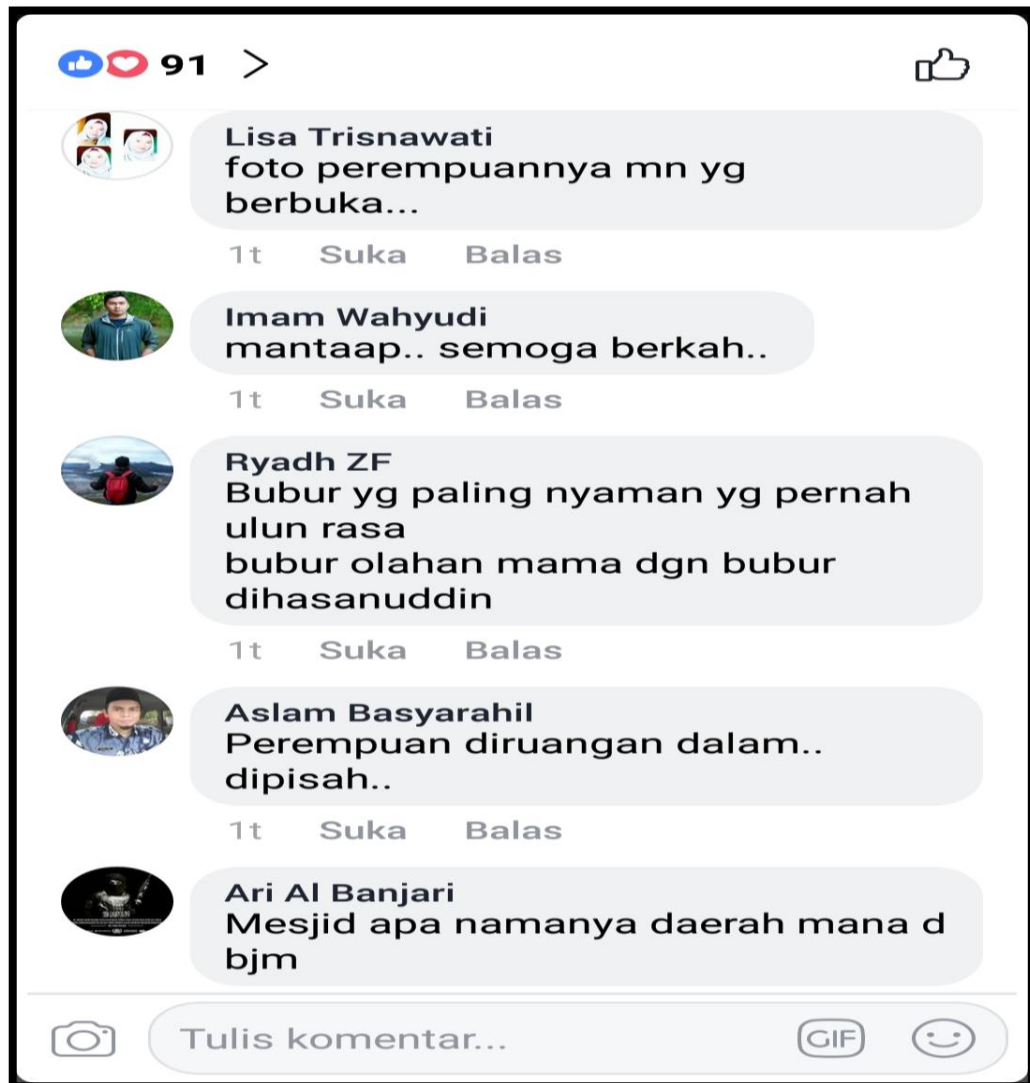 91 >
Lisa Trisnawati
foto perempuannya mn yg
berbuka...
1t Suka Balas
Imam Wahyudi
mantaap.. semoga berkah..
1t Suka Balas
Ryadh ZF
Bubur yg paling nyaman yg pernah
ulun rasa
bubur olahan mama dgn bubur
dihasanuddin
1t Suka Balas
Aslam Basyarahil
Perempuan diruangan dalam..
dipisah..
1t Suka Balas
Ari Al Banjari
Mesjid apa namanya daerah mana d
bjm
Tulis komentar... GIF